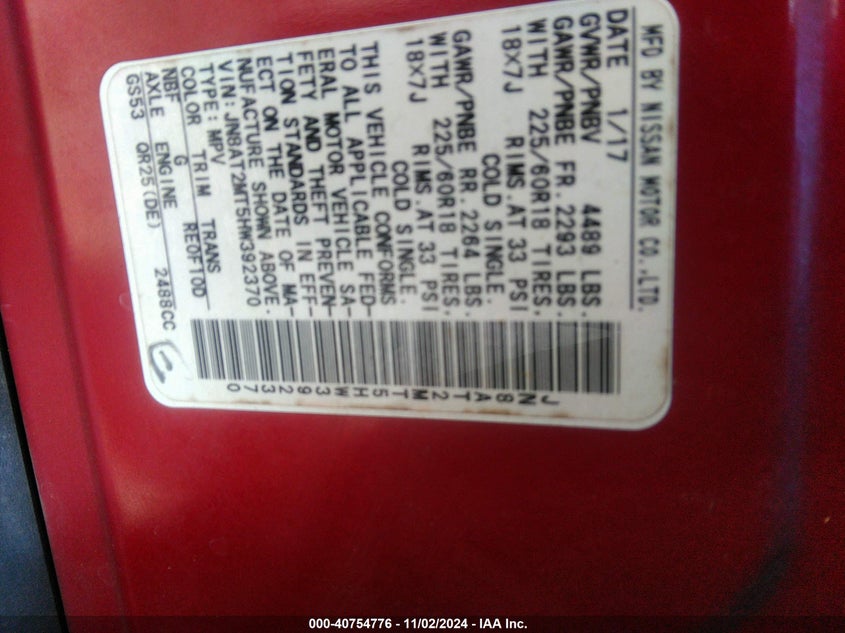 MFD BY NISSAN MOTOR CO.,LTD.
DATE 1/17
GVWR/PNBV 4489 LBS.
GAWR/PNBE FR. 2293 LBS.
WITH 225/60R18 TIRES,
18X7J RIMS.AT 33 PSI
COLD SINGLE.
GAWR/PNBE RR. 2264 LBS.
WITH 225/60R18 TIRES,
18X7J RIMS.AT 33 PSI
COLD SINGLE.
THIS VEHICLE CONFORMS
TO ALL APPLICABLE FED-
ERAL MOTOR VEHICLE SA-
FETY AND THEFT PREVEN-
TION STANDARDS IN EFF-
ECT ON THE DATE OF MA-
NUFACTURE SHOWN ABOVE.
VIN: JN8AT2MT5HW392370
TYPE: MPV
COLOR TRIM TRANS
NBF G RE0F10D
AXLE ENGINE
GS53 QR25(DE) 2488CC
JN8AT2MT5HW392370
000-40754776 - 11/02/2024 - IAA Inc.